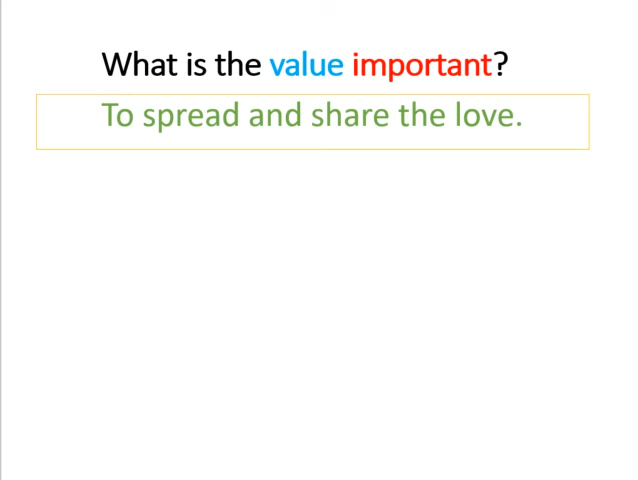 What is the value important?
To spread and share the love.